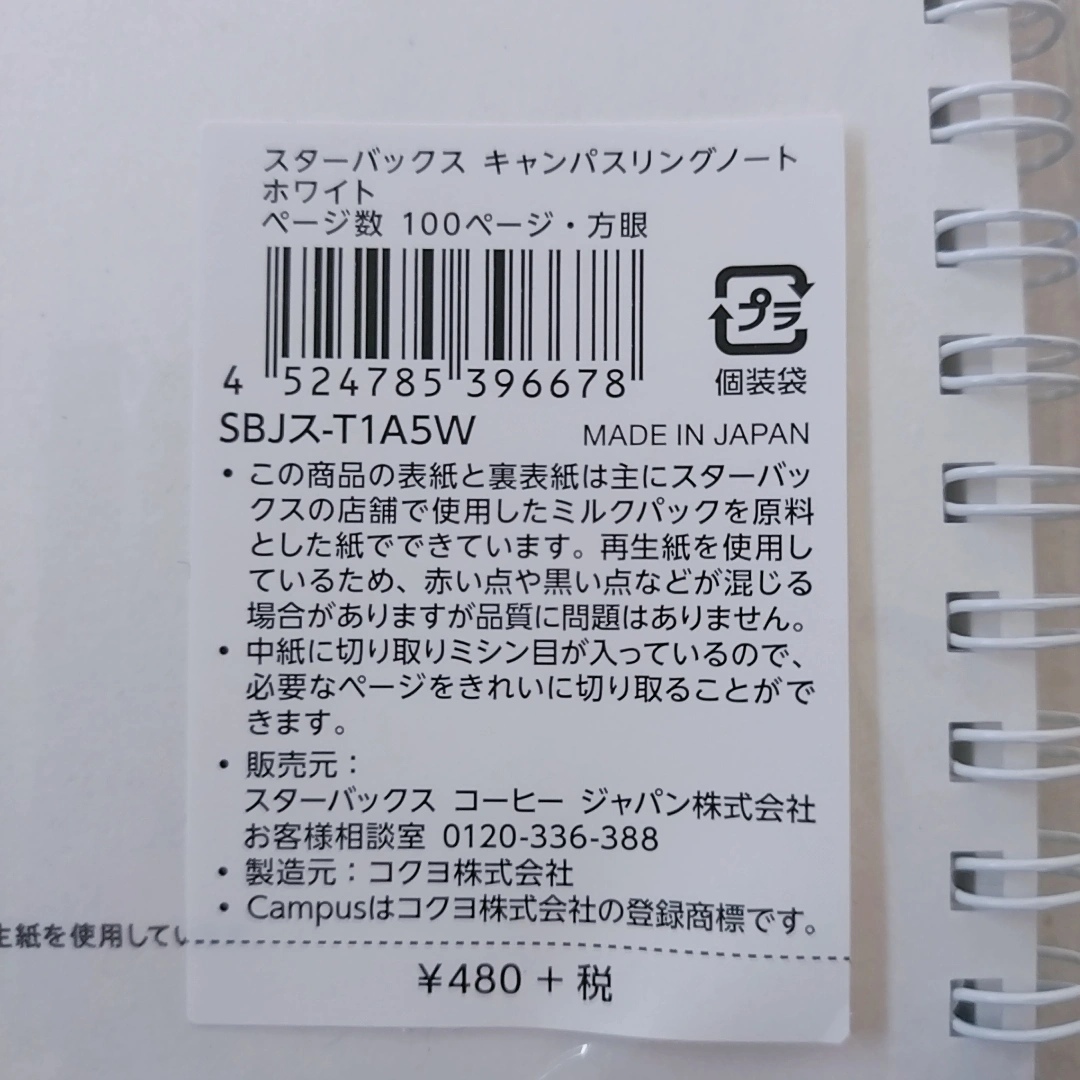 スターバックス キャンパスリングノート
ホワイト
ページ数 100ページ・方眼
プラ
個装袋
4 524785 396678
SBJス-T1A5W
MADE IN JAPAN
• この商品の表紙と裏表紙は主にスターバッ
クスの店舗で使用したミルクパックを原料
とした紙でできています。再生紙を使用し
ているため、赤い点や黒い点などが混じる
場合がありますが品質に問題はありません。
• 中紙に切り取りミシン目が入っているので、
必要なページをきれいに切り取ることがで
きます。
• 販売元：
スターバックス コーヒー ジャパン株式会社
お客様相談室 0120-336-388
• 製造元：コクヨ株式会社
• Campusはコクヨ株式会社の登録商標です。
生紙を使用してい
¥480 + 税